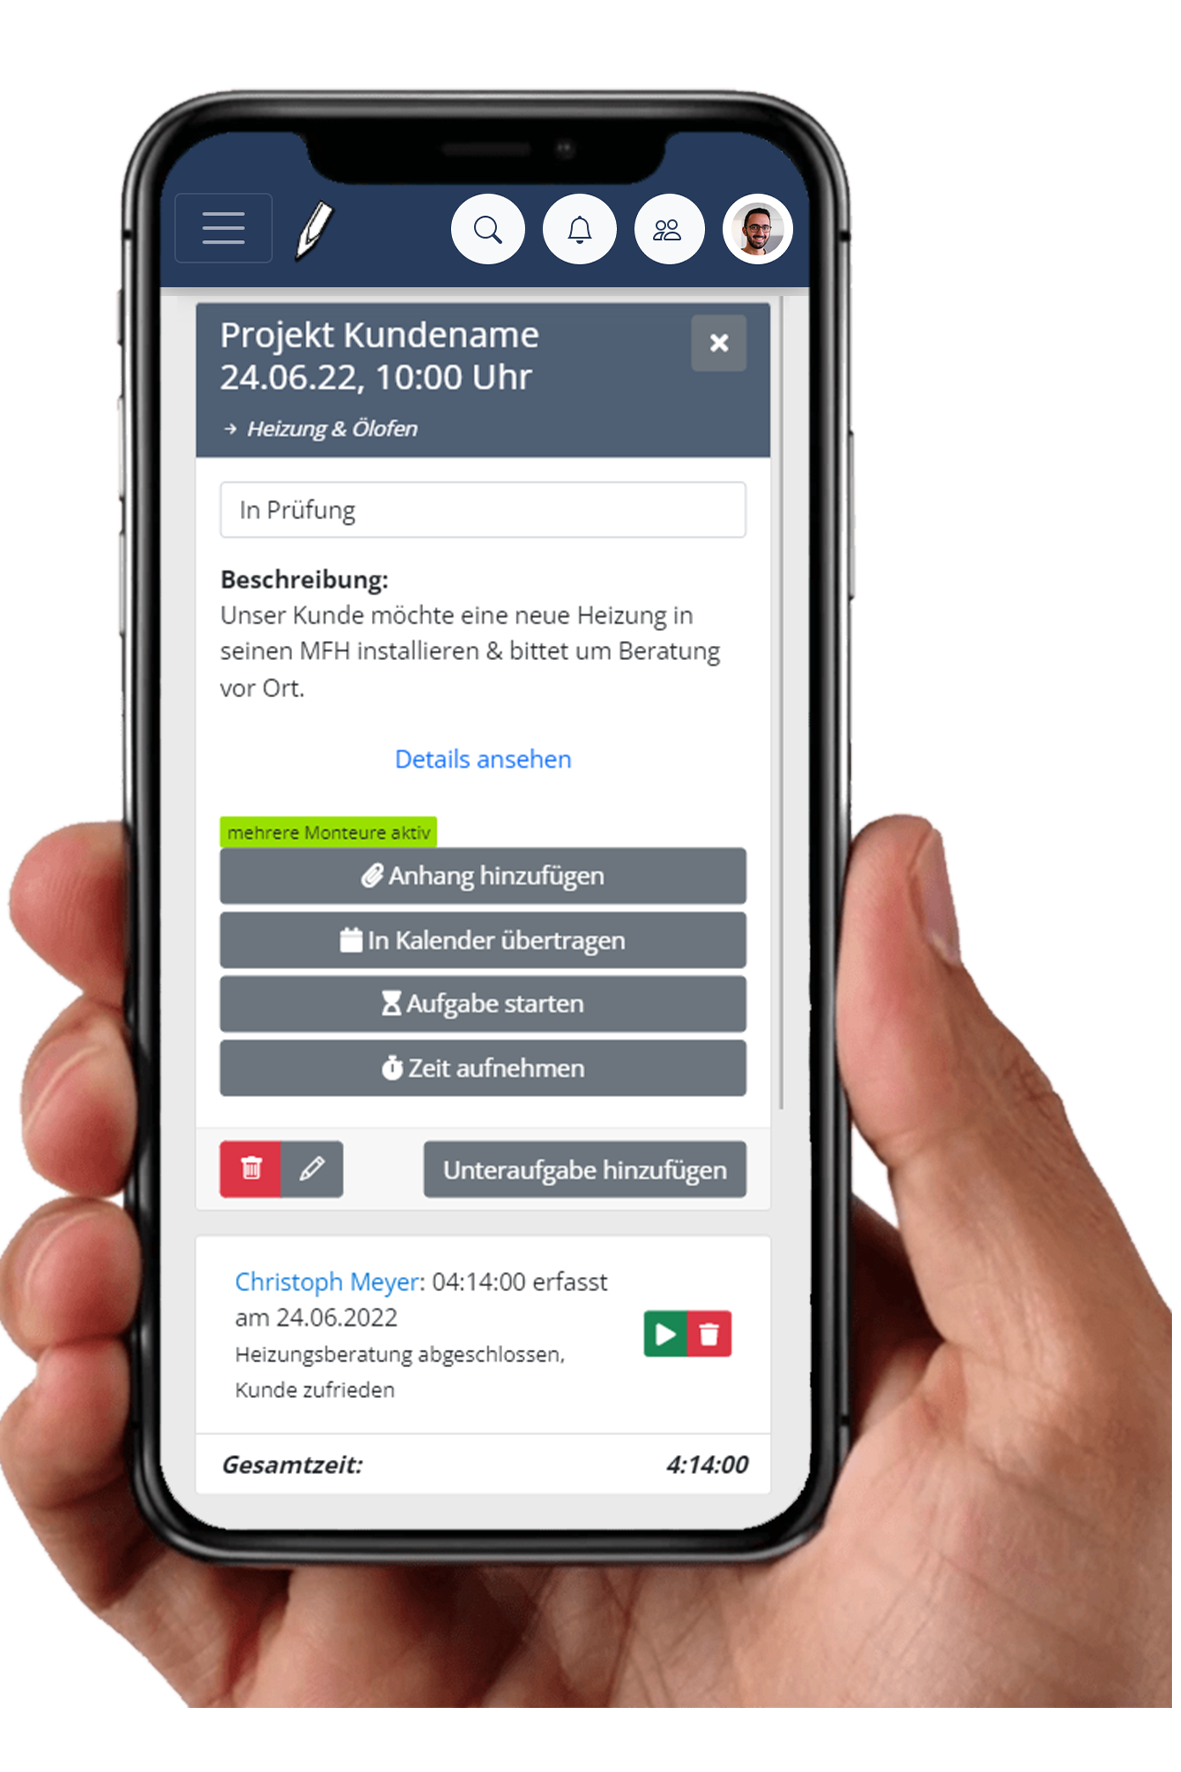 Projekt Kundename
24.06.22, 10:00 Uhr
→ Heizung & Ölofen
In Prüfung
Beschreibung:
Unser Kunde möchte eine neue Heizung in
seinen MFH installieren & bittet um Beratung
vor Ort.
Details ansehen
mehrere Monteure aktiv
Anhang hinzufügen
In Kalender übertragen
Aufgabe starten
Zeit aufnehmen
Unteraufgabe hinzufügen
Christoph Meyer: 04:14:00 erfasst
am 24.06.2022
Heizungsberatung abgeschlossen,
Kunde zufrieden
Gesamtzeit: 4:14:00